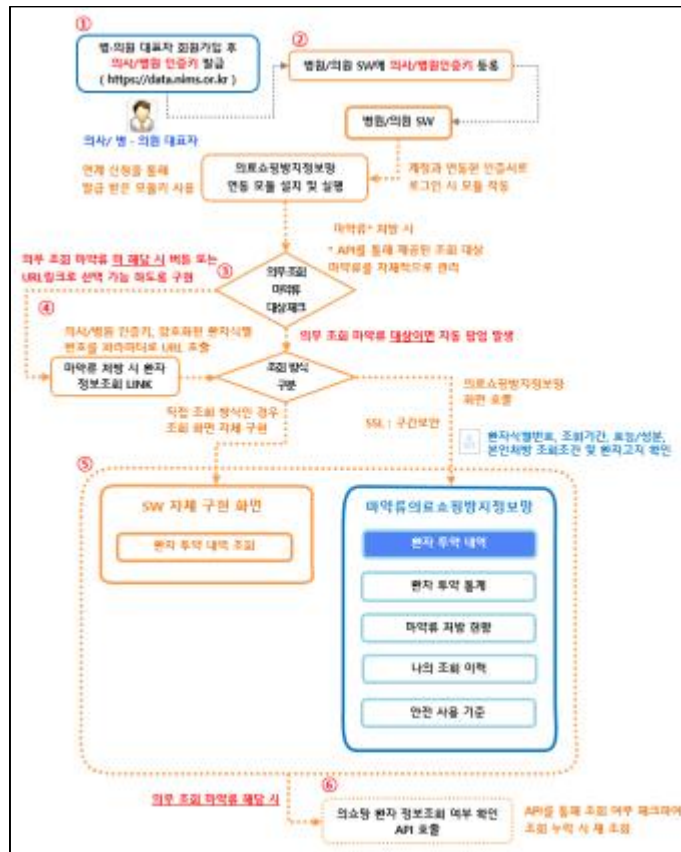 ①
병·의원 대표자 회원가입 후
의사/병원 인증키 발급
( https://data.nims.or.kr )
의사/ 병 - 의원 대표자
②
병원/의원 SW에 의사/병원인증키 등록
병원/의원 SW
연계 신청을 통해
발급 받은 모듈키 사용
의료쇼핑방지정보망
연동 모듈 설치 및 실행
계정과 연동된 인증서로
로그인 시 모듈 작동
마약류* 처방 시
* API를 통해 제공된 조회 대상
마약류를 자체적으로 관리
의무 조회 마약류 미 해당 시 버튼 또는
URL링크로 선택 가능 하도록 구현
③
의무 조회
마약류
대상 체크
④
의사/병원 인증키, 암호화된 환자식별
번호를 파라미터로 URL 호출
의무 조회 마약류 대상이면 자동 팝업 발생
마약류 처방 시 환자
정보조회 LINK
조회 방식
구분
직접 조회 방식인 경우
조회 화면 자체 구현
의료쇼핑방지정보망
화면 호출
SSL : 구간보안
환자식별번호, 조회기간, 효능/성분,
본인처방 조회조건 및 환자고지 확인
⑤
SW 자체 구현 화면
환자 투약 내역 조회
마약류의료쇼핑방지정보망
환자 투약 내역
환자 투약 통계
마약류 처방 현황
나의 조회 이력
안전 사용 기준
의무 조회 마약류 해당 시
⑥
의쇼방 환자 정보조회 여부 확인
API 호출
API를 통해 조회 여부 체크하여
조회 누락 시 재 조회